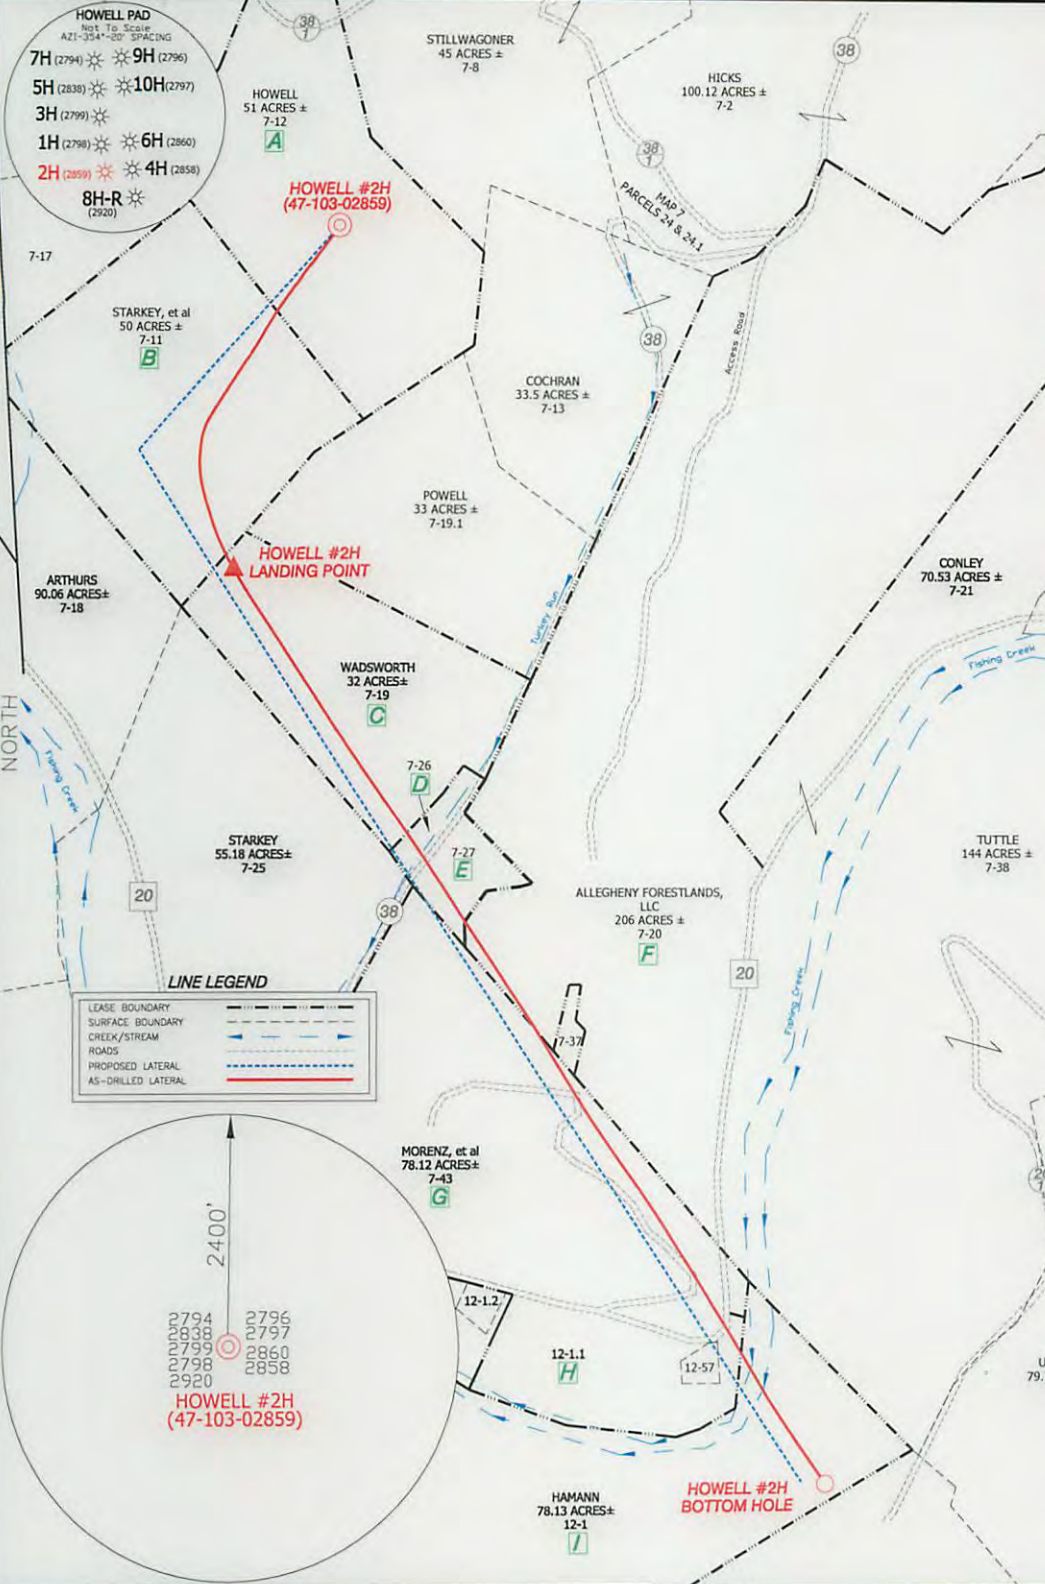 HOWELL PAD
Not To Scale
AZI-354°-20' SPACING
7H (2794) 9H (2796)
5H (2838) 10H (2797)
3H (2799)
1H (2798) 6H (2860)
2H (2859) 4H (2858)
8H-R
(2920)
38
1
STILLWAGONER
45 ACRES ±
7-8
38
HOWELL
51 ACRES ±
7-12
A
HICKS
100.12 ACRES ±
7-2
38
1
MAP 7
PARCELS 24 & 24.1
HOWELL #2H
(47-103-02859)
7-17
STARKEY, et al
50 ACRES ±
7-11
B
38
Access Road
COCHRAN
33.5 ACRES ±
7-13
POWELL
33 ACRES ±
7-19.1
HOWELL #2H
LANDING POINT
ARTHURS
90.06 ACRES±
7-18
CONLEY
70.53 ACRES ±
7-21
Turkey Run
Fishing Creek
WADSWORTH
32 ACRES±
7-19
C
NORTH
Fishing Creek
7-26
D
STARKEY
55.18 ACRES±
7-25
7-27
E
TUTTLE
144 ACRES ±
7-38
20
38
ALLEGHENY FORESTLANDS,
LLC
206 ACRES ±
7-20
F
20
Fishing Creek
LINE LEGEND
LEASE BOUNDARY
SURFACE BOUNDARY
CREEK/STREAM
ROADS
PROPOSED LATERAL
AS-DRILLED LATERAL
7-37
MORENZ, et al
78.12 ACRES±
7-43
G
2400'
12-1.2
2794 2796
2838 2797
2799 2860
2798 2858
2920
HOWELL #2H
(47-103-02859)
12-1.1
H
12-57
79.
HOWELL #2H
BOTTOM HOLE
HAMANN
78.13 ACRES±
12-1
I